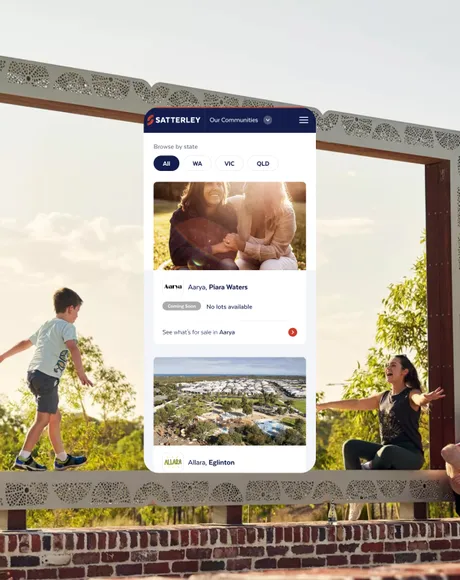 SATTERLEY Our Communities
Browse by state
All WA VIC QLD
Aarya Aarya, Piara Waters
Coming Soon No lots available
See what's for sale in Aarya
ALLARA Allara, Eglinton